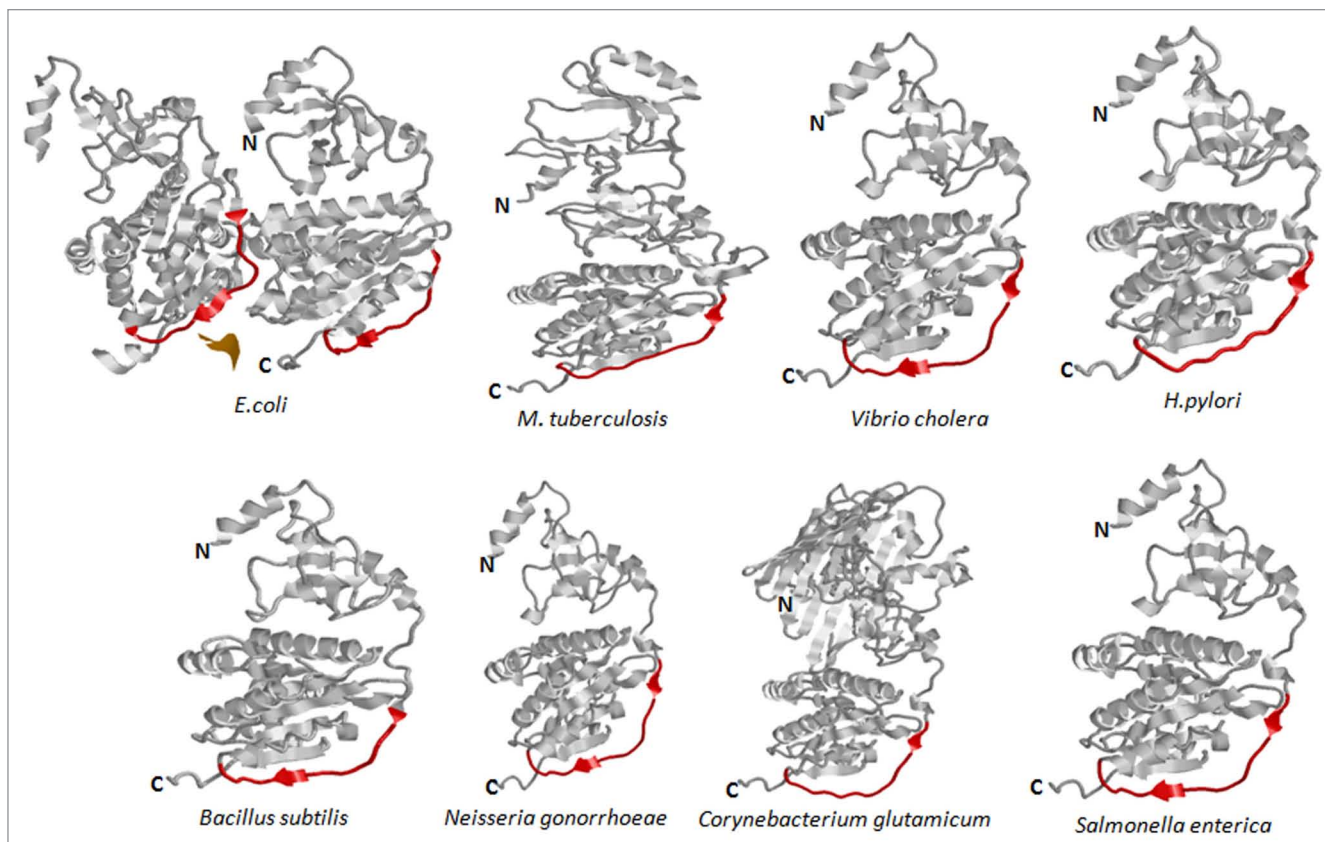 N
N
N
N
C
C
C
C
E.coli
M. tuberculosis
Vibrio cholera
H.pylori
N
N
N
N
C
C
C
C
Bacillus subtilis
Neisseria gonorrhoeae
Corynebacterium glutamicum
Salmonella enterica